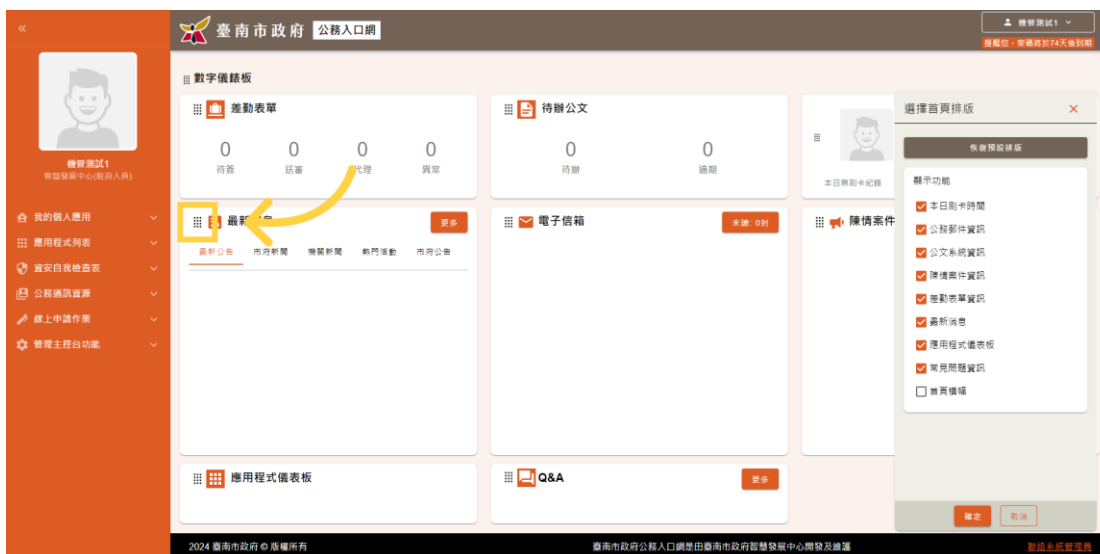 «
機管測試1
智慧發展中心(駐府人員)
我的個人應用
應用程式列表
資安自我檢查表
公務通訊資源
線上申請作業
管理主控台功能
臺南市政府 公務入口網
機管測試1
提醒您，密碼將於74天後到期
數字儀錶板
差勤表單
0 0 0 0
待簽 代理 異常
待辦公文
0 0
待辦 逾期
本日無刷卡紀錄
最新
更多
最新公告 市府新聞 機關新聞 熱門活動 市府公告
電子信箱
未讀: 0封
陳情案件
應用程式儀表板
Q&A
更多
選擇首頁排版
恢復預設排版
顯示功能
本日刷卡時間
公務郵件資訊
公文系統資訊
陳情案件資訊
差勤表單資訊
最新消息
應用程式儀表板
常見問題資訊
首頁橫幅
確定 取消
2024 臺南市政府 © 版權所有
臺南市政府公務入口網是由臺南市政府智慧發展中心開發及維護
聯絡系統管理員